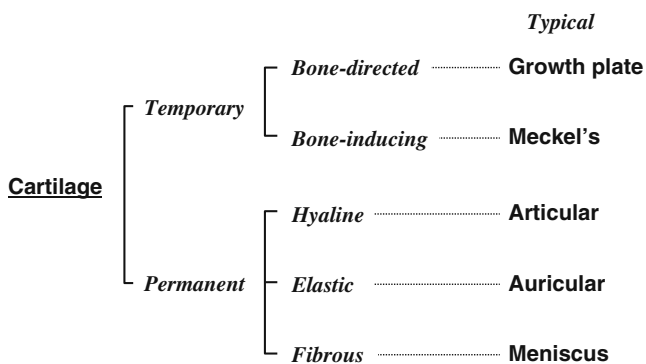 Typical
Bone-directed Growth plate
Temporary
Bone-inducing Meckel's
Cartilage
Hyaline Articular
Permanent Elastic Auricular
Fibrous Meniscus